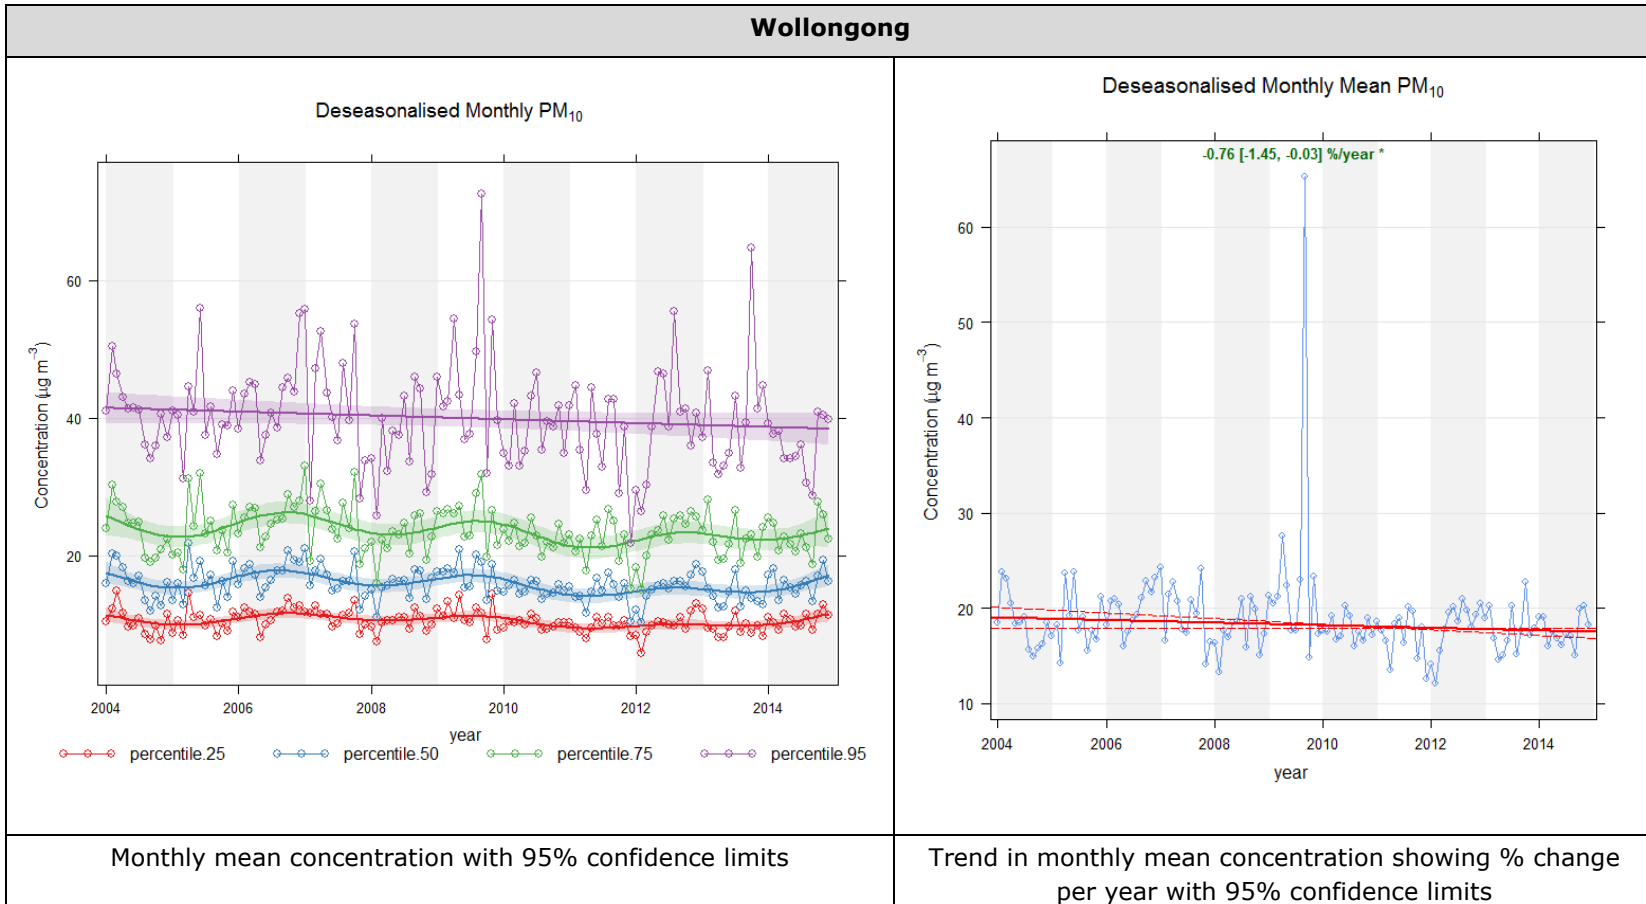 Wollongong
Deseasonalised Monthly PM10
Concentration (µg m−3)
60
40
20
2004 2006 2008 2010 2012 2014
year
percentile.25 percentile.50 percentile.75 percentile.95
Deseasonalised Monthly Mean PM10
-0.76 [-1.45, -0.03] %/year *
Concentration (µg m−3)
60
50
40
30
20
10
2004 2006 2008 2010 2012 2014
year
Monthly mean concentration with 95% confidence limits
Trend in monthly mean concentration showing % change
per year with 95% confidence limits